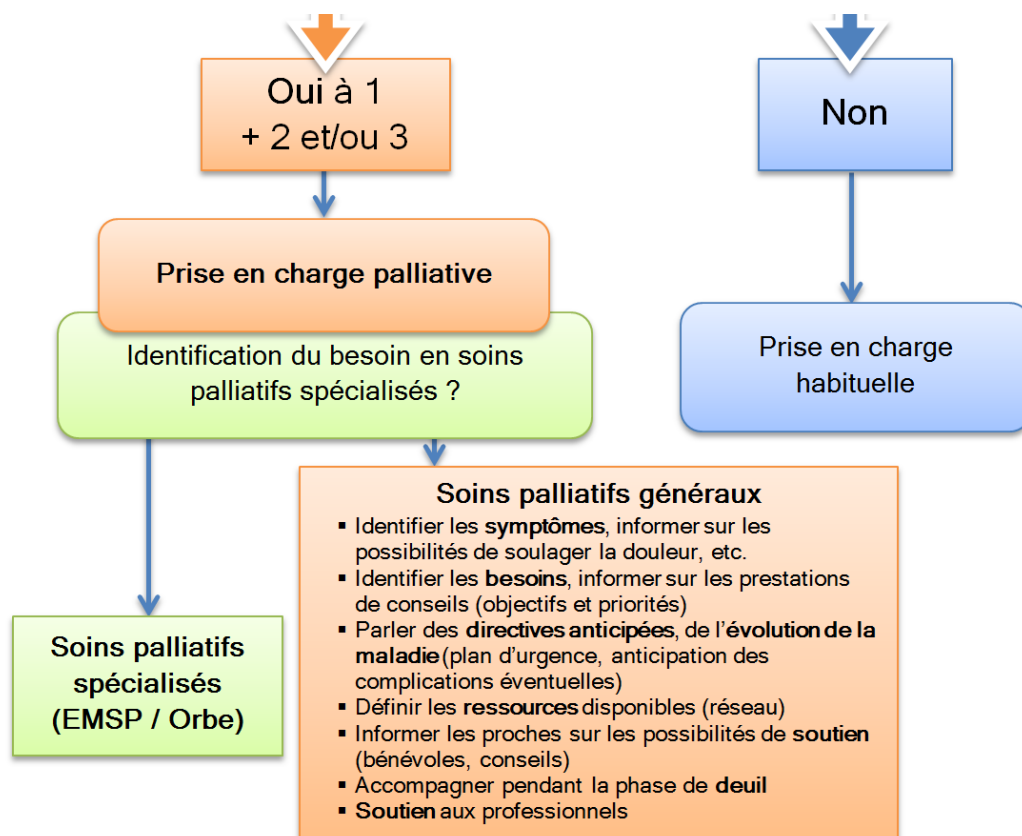 Oui à 1
+ 2 et/ou 3
Non
Prise en charge palliative
Identification du besoin en soins
palliatifs spécialisés ?
Prise en charge
habituelle
Soins palliatifs
spécialisés
(EMSP / Orbe)
Soins palliatifs généraux
▪ Identifier les symptômes, informer sur les
possibilités de soulager la douleur, etc.
▪ Identifier les besoins, informer sur les prestations
de conseils (objectifs et priorités)
▪ Parler des directives anticipées, de l'évolution de la
maladie (plan d'urgence, anticipation des
complications éventuelles)
▪ Définir les ressources disponibles (réseau)
▪ Informer les proches sur les possibilités de soutien
(bénévoles, conseils)
▪ Accompagner pendant la phase de deuil
▪ Soutien aux professionnels